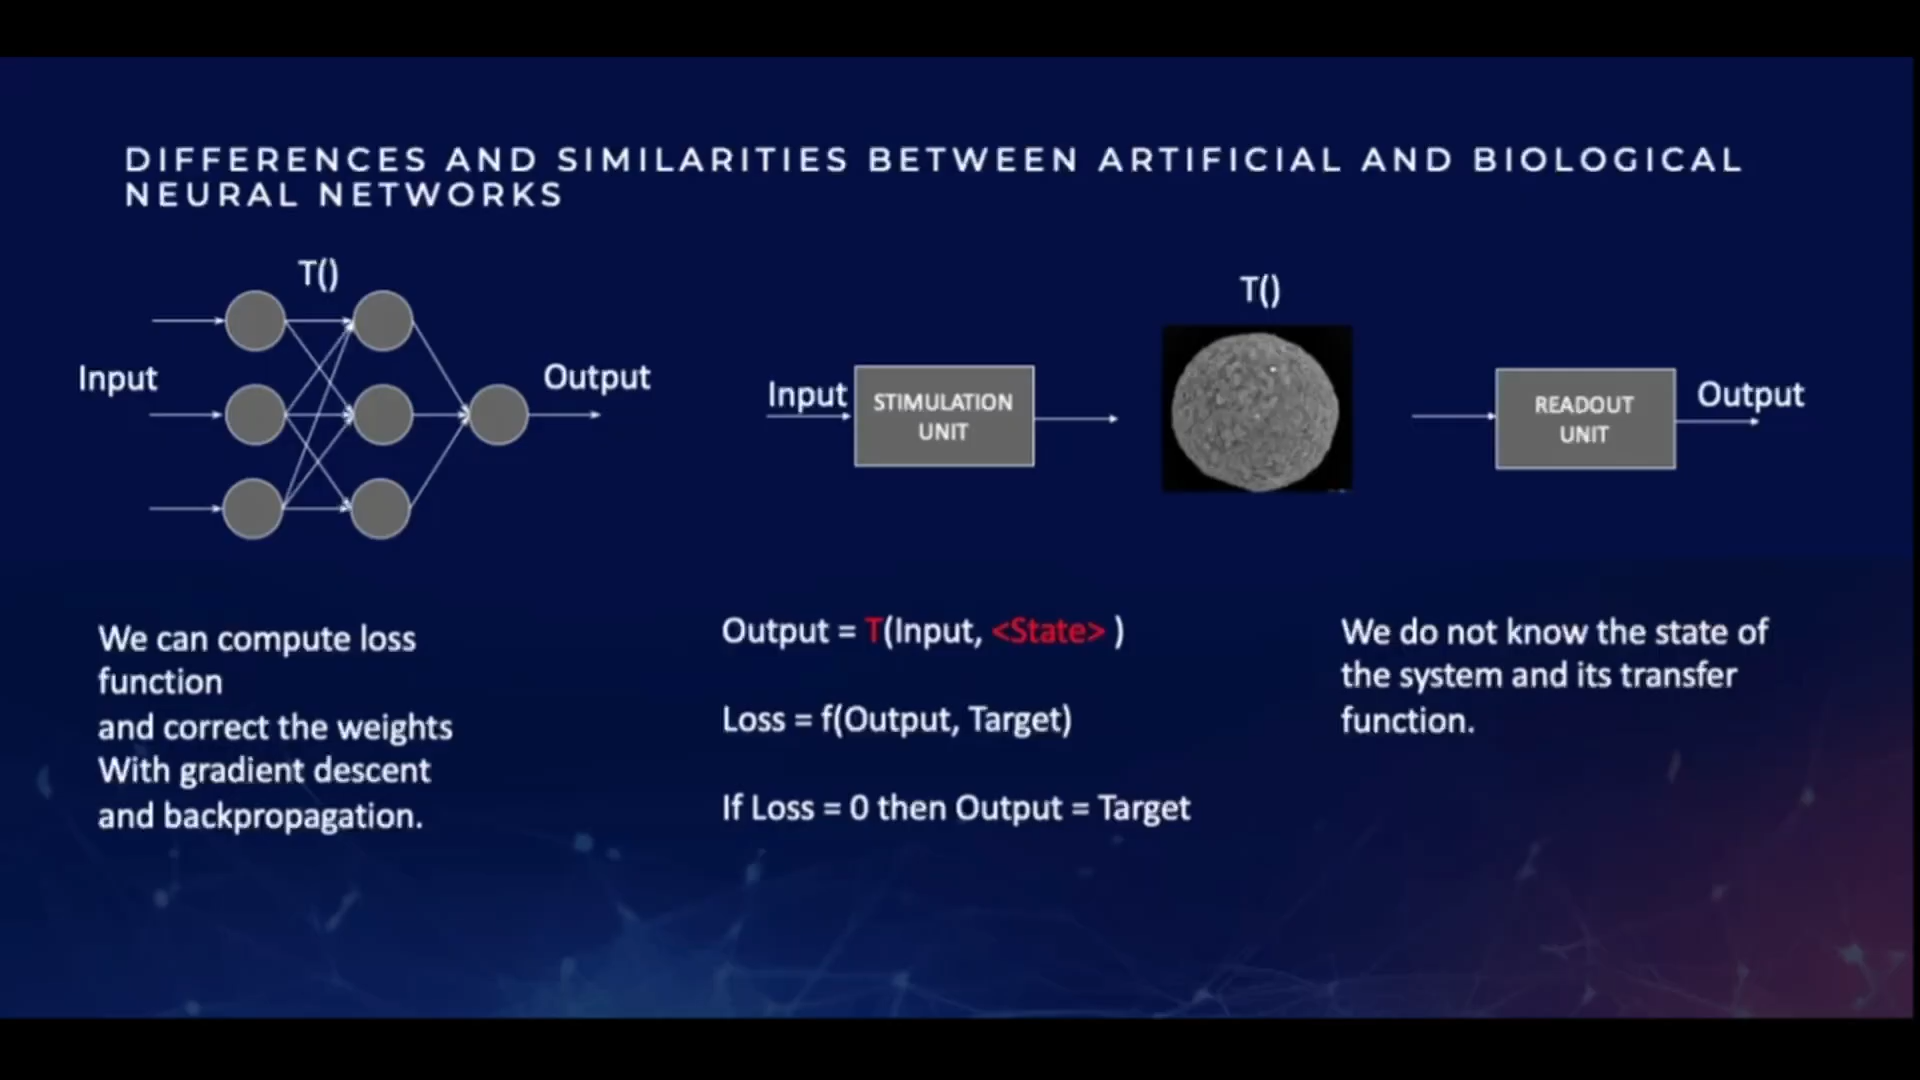 DIFFERENCES AND SIMILARITIES BETWEEN ARTIFICIAL AND BIOLOGICAL
NEURAL NETWORKS
T()
Input
Output
T()
Input
STIMULATION
UNIT
READOUT
UNIT
Output
We can compute loss
function
and correct the weights
With gradient descent
and backpropagation.
Output = T(Input, <State> )
Loss = f(Output, Target)
If Loss = 0 then Output = Target
We do not know the state of
the system and its transfer
function.